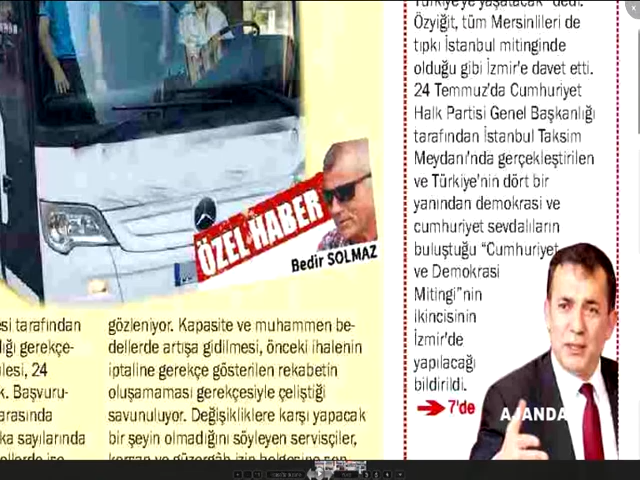 Türkiye'ye yaşatacak" dedi.
Özyiğit, tüm Mersinlileri de
tıpkı İstanbul mitinginde
olduğu gibi İzmir'e davet etti.
24 Temmuz'da Cumhuriyet
Halk Partisi Genel Başkanlığı
tarafından İstanbul Taksim
Meydanı'nda gerçekleştirilen
ve Türkiye'nin dört bir
yanından demokrasi ve
cumhuriyet sevdalıların
buluştuğu "Cumhuriyet
ve Demokrasi
Mitingi"nin
ikincisinin
İzmir'de
yapılacağı
bildirildi.
7'de
AJANDA
ÖZEL HABER
Bedir SOLMAZ
esi tarafından
lığı gerekçe-
alesi, 24
k. Başvuru-
arasında
ka sayılarında
gözleniyor. Kapasite ve muhammen be-
dellerde artışa gidilmesi, önceki ihalenin
iptaline gerekçe gösterilen rekabetin
oluşamaması gerekçesiyle çeliştiği
savunuluyor. Değişikliklere karşı yapacak
bir şeyin olmadığını söyleyen servisçiler,